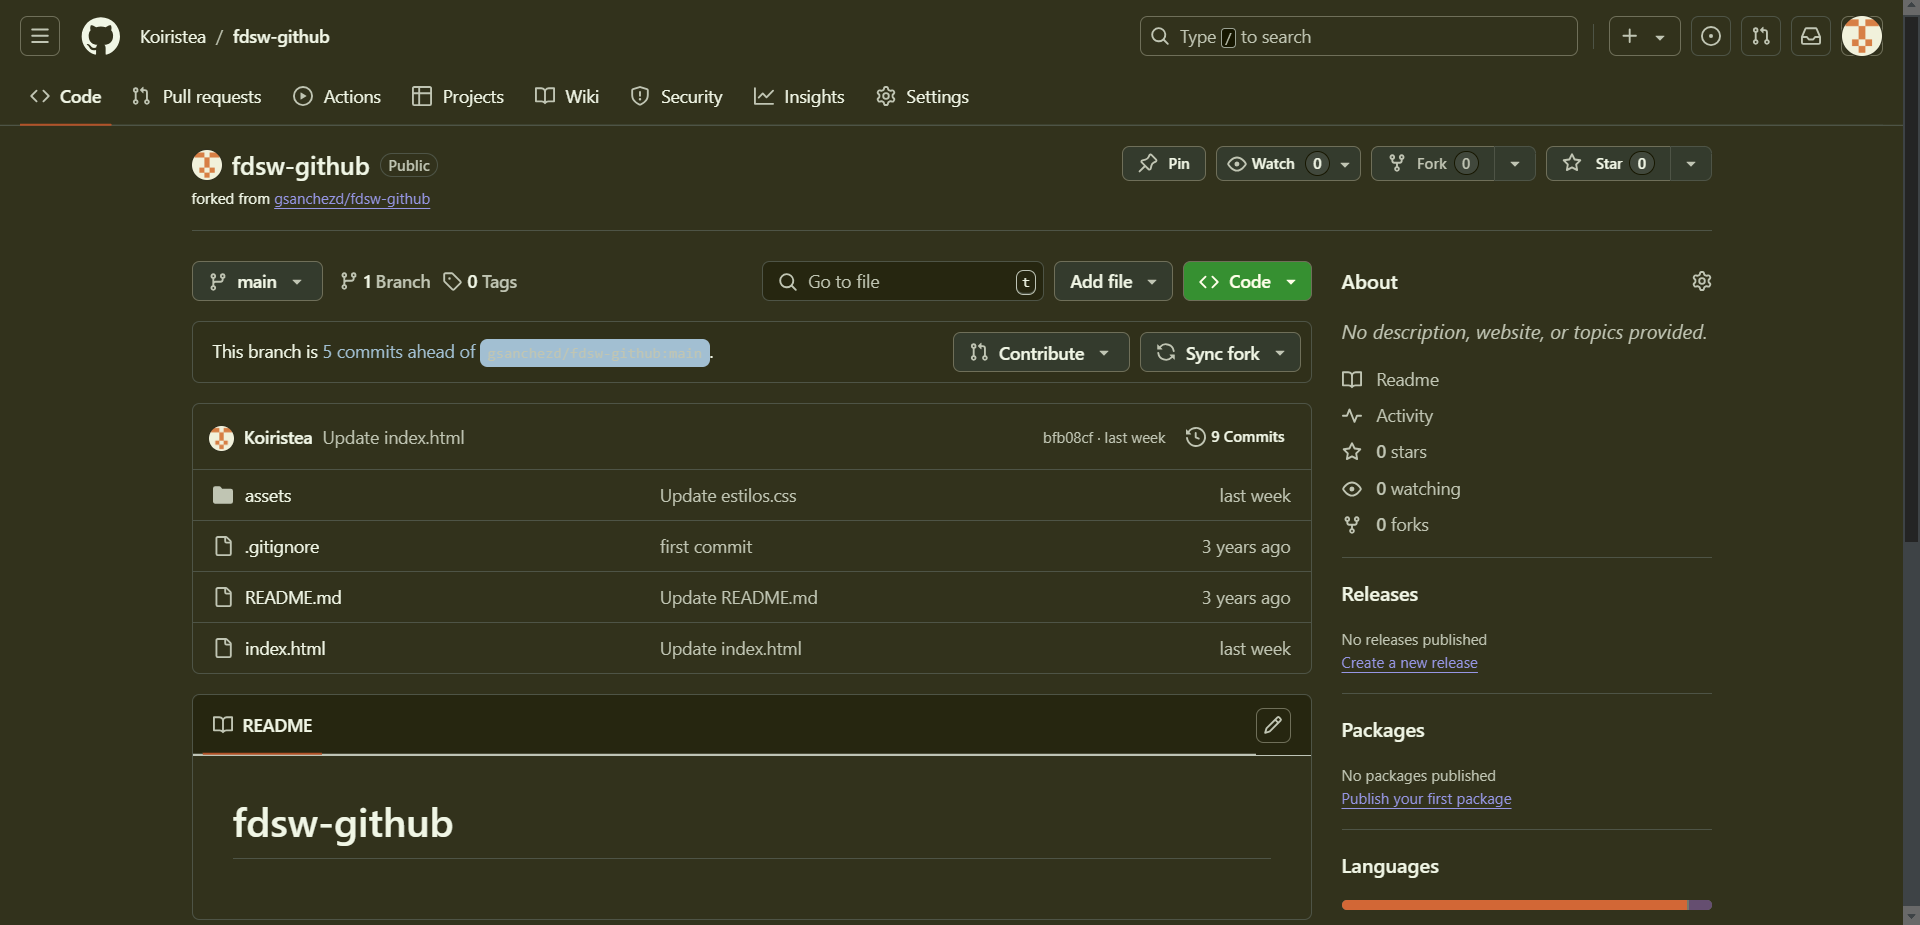 Koiristea / fdsw-github
Type / to search
Code Pull requests Actions Projects Wiki Security Insights Settings
fdsw-github Public
forked from gsanchezd/fdsw-github
Pin Watch 0 Fork 0 Star 0
main 1 Branch 0 Tags Go to file t Add file Code
This branch is 5 commits ahead of gsanchezd/fdsw-github:main.
Contribute Sync fork
Koiristea Update index.html bfb08cf · last week 9 Commits
assets Update estilos.css last week
.gitignore first commit 3 years ago
README.md Update README.md 3 years ago
index.html Update index.html last week
README
fdsw-github
About
No description, website, or topics provided.
Readme
Activity
0 stars
0 watching
0 forks
Releases
No releases published
Create a new release
Packages
No packages published
Publish your first package
Languages